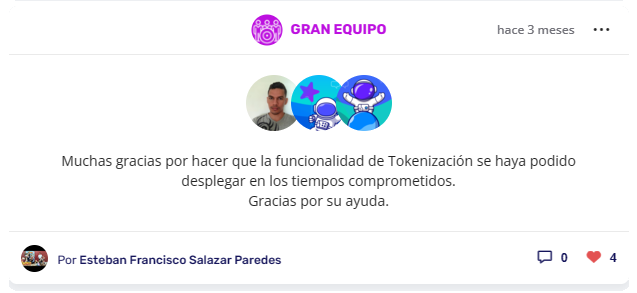 GRAN EQUIPO
hace 3 meses
Muchas gracias por hacer que la funcionalidad de Tokenización se haya podido
desplegar en los tiempos comprometidos.
Gracias por su ayuda.
Por Esteban Francisco Salazar Paredes
0
4